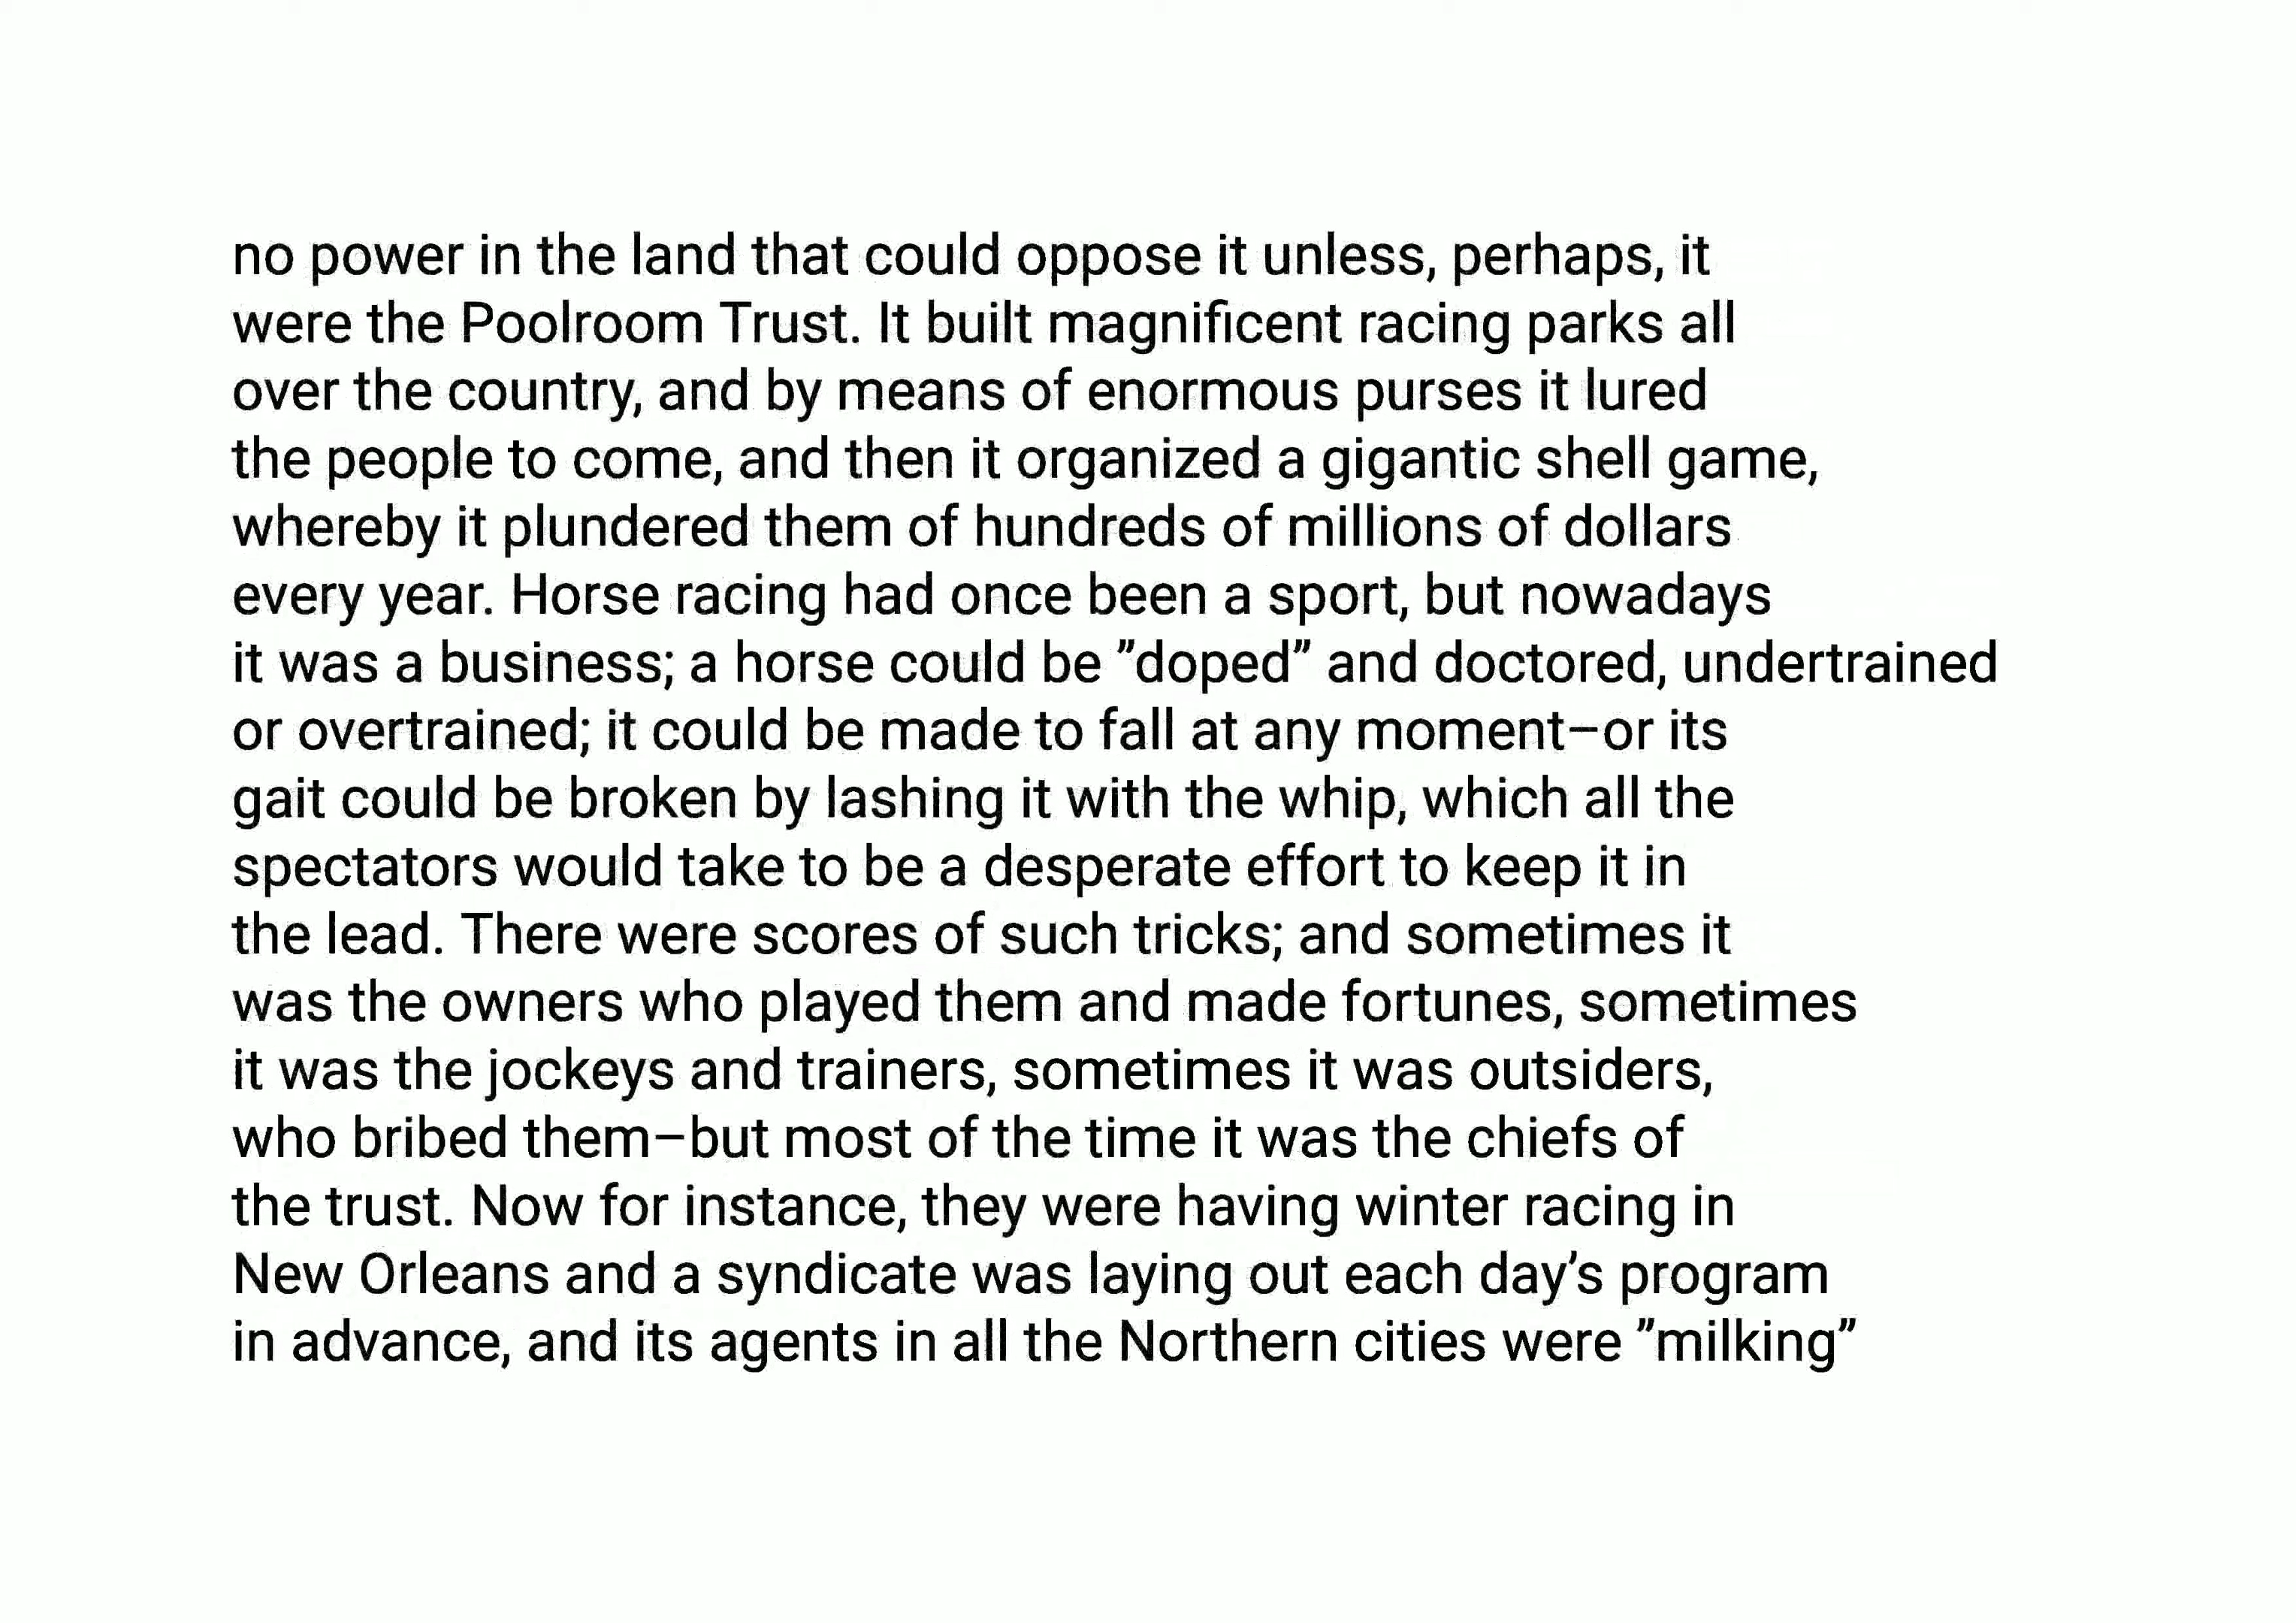 no power in the land that could oppose it unless, perhaps, it
were the Poolroom Trust. It built magnificent racing parks all
over the country, and by means of enormous purses it lured
the people to come, and then it organized a gigantic shell game,
whereby it plundered them of hundreds of millions of dollars
every year. Horse racing had once been a sport, but nowadays
it was a business; a horse could be ”doped” and doctored, undertrained
or overtrained; it could be made to fall at any moment–or its
gait could be broken by lashing it with the whip, which all the
spectators would take to be a desperate effort to keep it in
the lead. There were scores of such tricks; and sometimes it
was the owners who played them and made fortunes, sometimes
it was the jockeys and trainers, sometimes it was outsiders,
who bribed them–but most of the time it was the chiefs of
the trust. Now for instance, they were having winter racing in
New Orleans and a syndicate was laying out each day’s program
in advance, and its agents in all the Northern cities were ”milking”